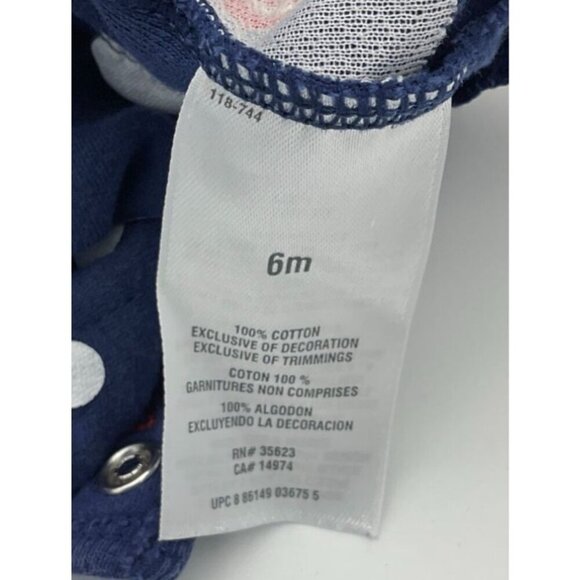 118-744
6m
100% COTTON
EXCLUSIVE OF DECORATION
EXCLUSIVE OF TRIMMINGS
COTON 100 %
GARNITURES NON COMPRISES
100% ALGODON
EXCLUYENDO LA DECORACION
RN# 35623
CA# 14974
UPC 8 86149 03675 5